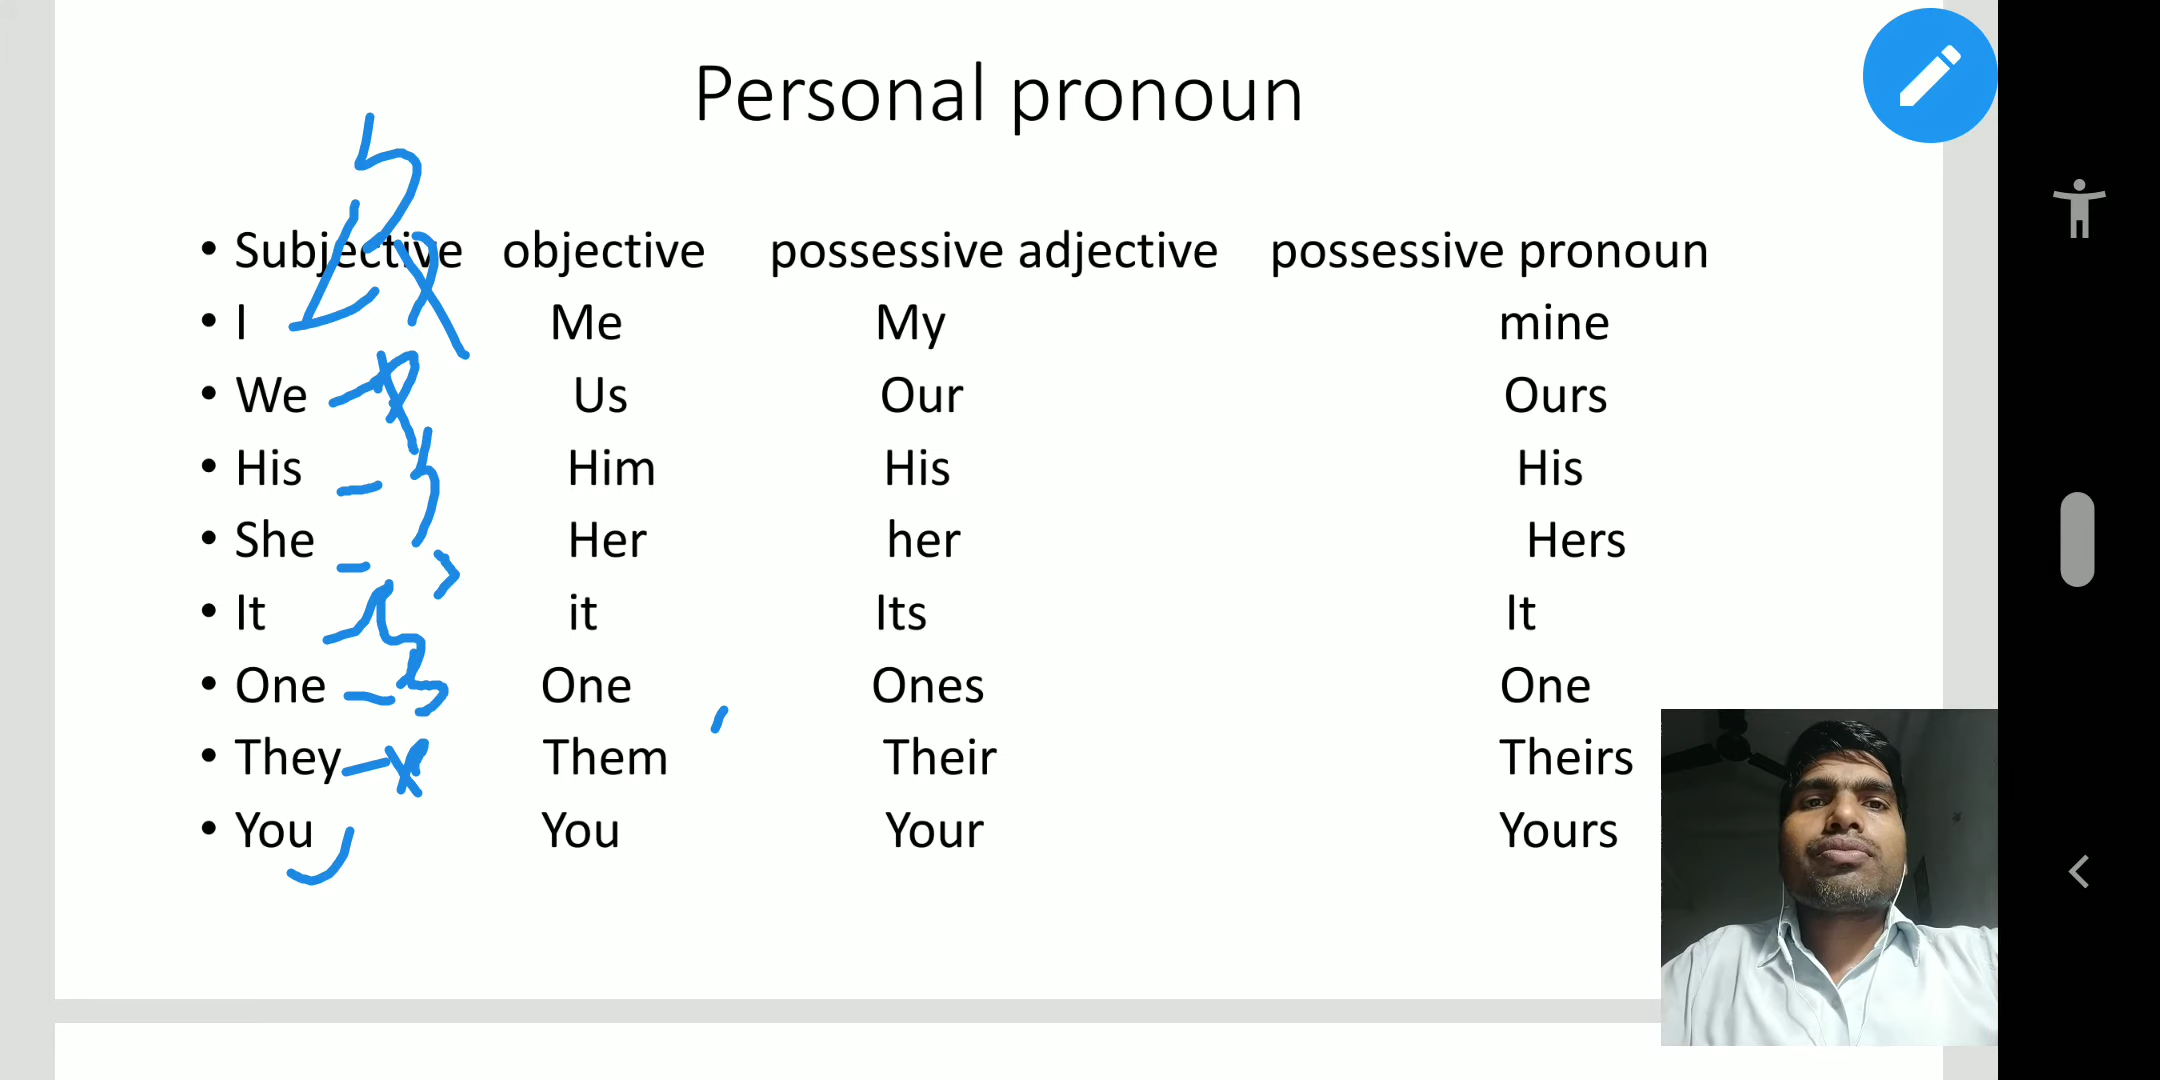 Personal pronoun
• Subjective objective possessive adjective possessive pronoun
• I Me My mine
• We Us Our Ours
• His Him His His
• She Her her Hers
• It it Its It
• One One Ones One
• They Them Their Theirs
• You You Your Yours